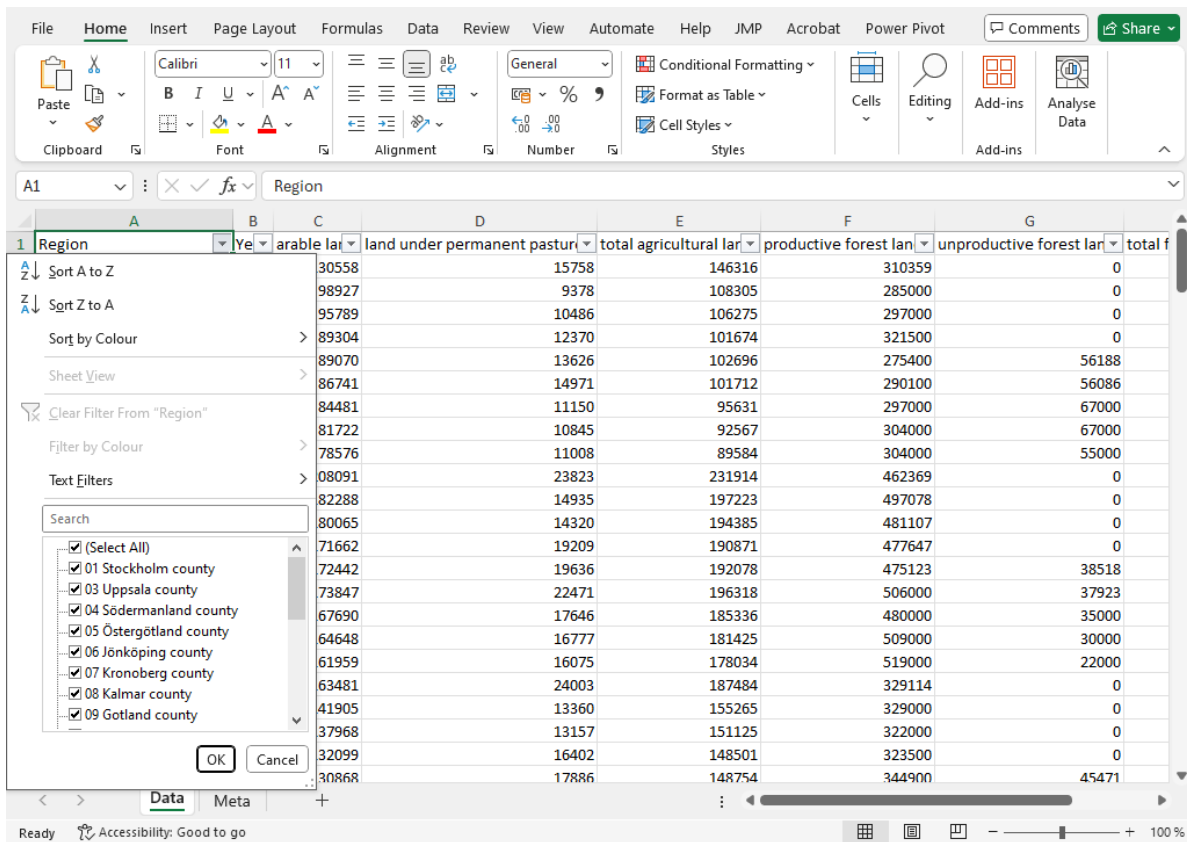 File Home Insert Page Layout Formulas Data Review View Automate Help JMP Acrobat Power Pivot Comments Share
Calibri 11 ab General Conditional Formatting
Paste B I U A A % 9 Format as Table Cells Editing Add-ins Analyse Data
A .00 .00 Cell Styles
Clipboard Font Alignment Number Styles Add-ins
A1 fx Region
A B C D E F G
1 Region Ye arable lar land under permanent pastur total agricultural lar productive forest lan unproductive forest lan total f
Sort A to Z 30558 15758 146316 310359 0
98927 9378 108305 285000 0
Sort Z to A 95789 10486 106275 297000 0
Sort by Colour 89304 12370 101674 321500 0
89070 13626 102696 275400 56188
Sheet View 86741 14971 101712 290100 56086
Clear Filter From "Region" 84481 11150 95631 297000 67000
81722 10845 92567 304000 67000
Filter by Colour 78576 11008 89584 304000 55000
Text Filters 08091 23823 231914 462369 0
82288 14935 197223 497078 0
Search 80065 14320 194385 481107 0
(Select All) 71662 19209 190871 477647 0
01 Stockholm county 72442 19636 192078 475123 38518
03 Uppsala county 73847 22471 196318 506000 37923
04 Södermanland county 67690 17646 185336 480000 35000
05 Östergötland county 64648 16777 181425 509000 30000
06 Jönköping county 61959 16075 178034 519000 22000
07 Kronoberg county 63481 24003 187484 329114 0
08 Kalmar county 41905 13360 155265 329000 0
09 Gotland county 37968 13157 151125 322000 0
OK Cancel 32099 16402 148501 323500 0
30868 17886 148754 344900 45471
Data Meta
Ready Accessibility: Good to go 100 %